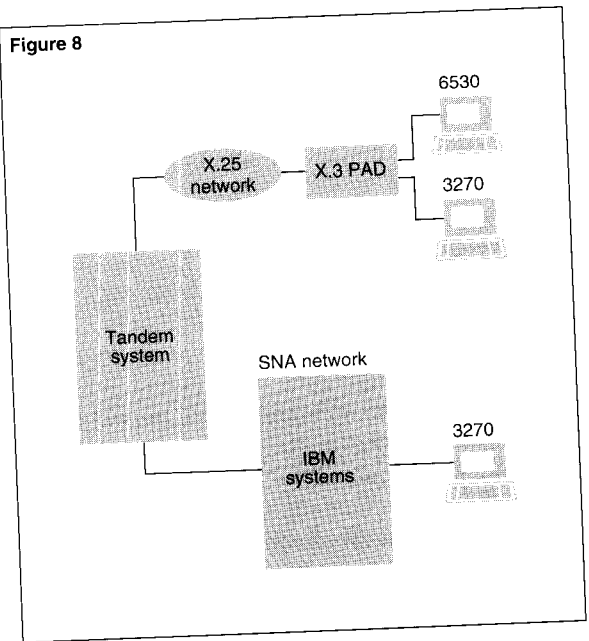 Figure 8
6530
X.25
network
X.3 PAD
3270
Tandem
system
SNA network
IBM
systems
3270